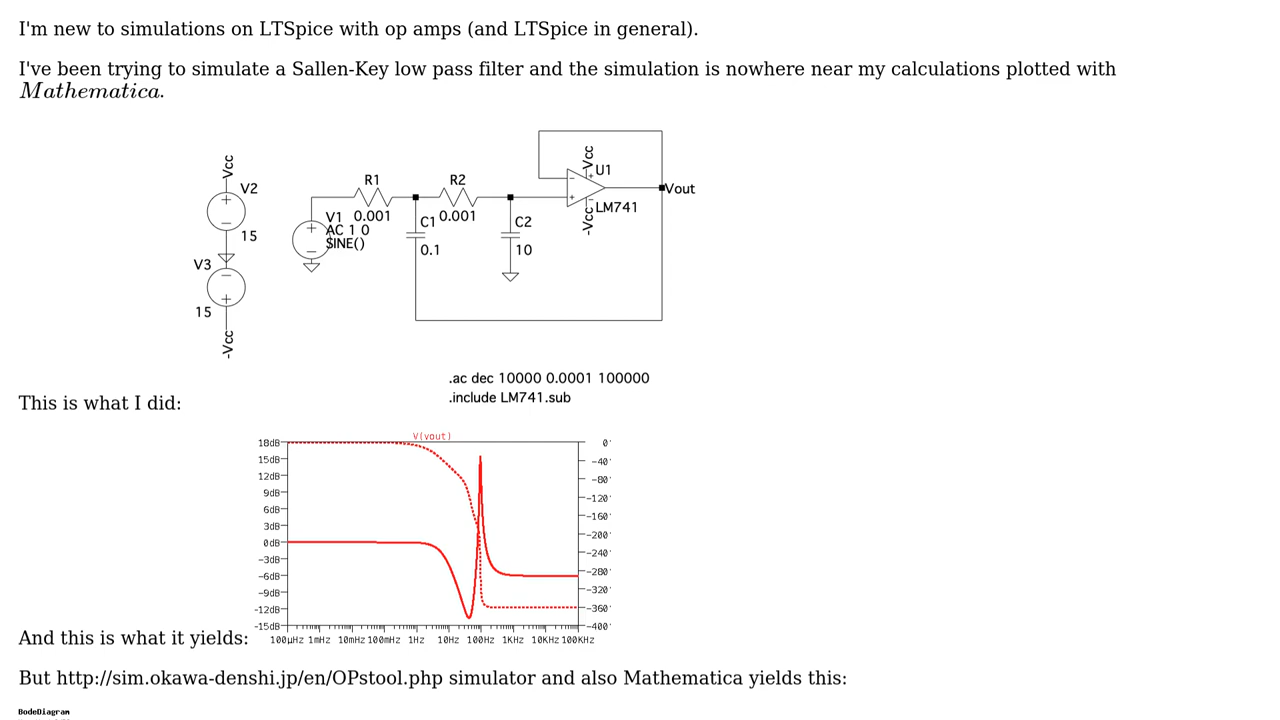 I'm new to simulations on LTSpice with op amps (and LTSpice in general).
I've been trying to simulate a Sallen-Key low pass filter and the simulation is nowhere near my calculations plotted with
Mathematica.
Vcc
V2
15
V3
15
-Vcc
V1
AC 1 0
SINE()
R1
0.001
C1
0.1
R2
0.001
C2
10
Vcc
U1
LM741
-Vcc
Vout
.ac dec 10000 0.0001 100000
.include LM741.sub
This is what I did:
V(vout)
18dB
15dB
12dB
9dB
6dB
3dB
0dB
-3dB
-6dB
-9dB
-12dB
-15dB
0°
-40°
-80°
-120°
-160°
-200°
-240°
-280°
-320°
-360°
-400°
100µHz 1mHz 10mHz 100mHz 1Hz 10Hz 100Hz 1KHz 10KHz 100KHz
And this is what it yields:
But http://sim.okawa-denshi.jp/en/OPstool.php simulator and also Mathematica yields this:
BodeDiagram